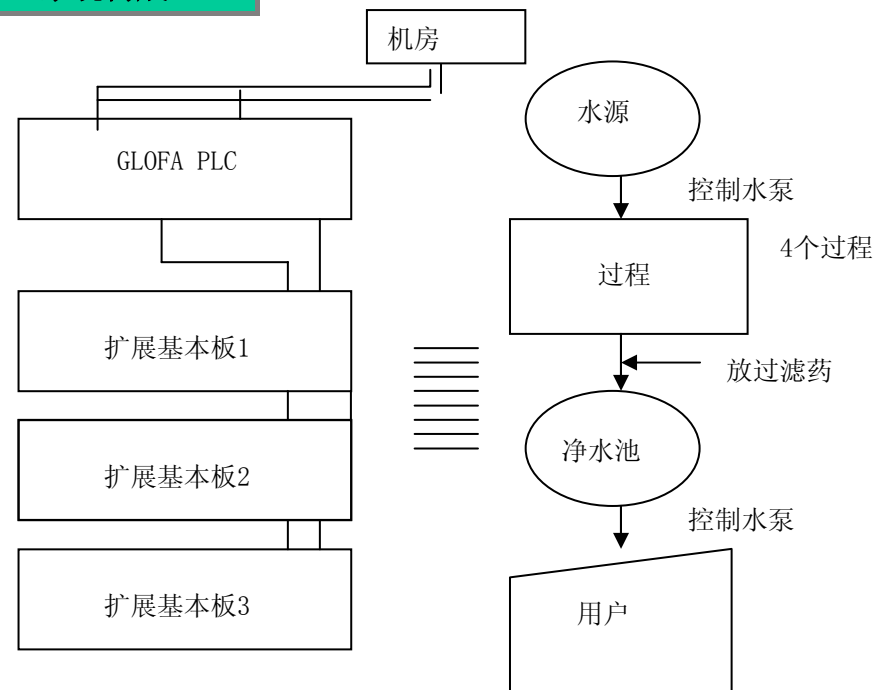 机房
GLOFA PLC
扩展基本板1
扩展基本板2
扩展基本板3
水源
控制水泵
过程
4个过程
放过滤药
净水池
控制水泵
用户